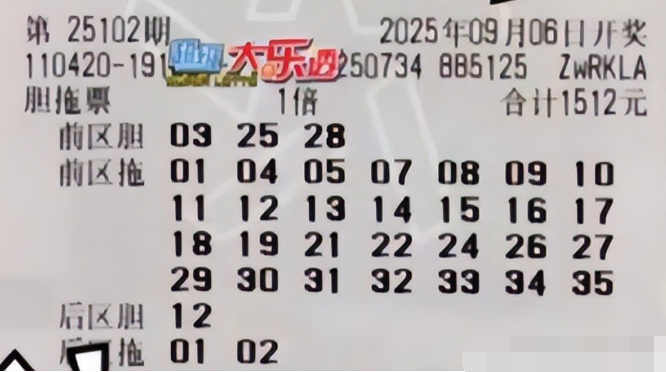 第 25102期 2025年09月06日开奖
110420-191 大乐透 250734 885125 ZwRKLA
胆拖票 1倍 合计1512元
前区胆 03 25 28
前区拖 01 04 05 07 08 09 10
11 12 13 14 15 16 17
18 19 21 22 24 26 27
29 30 31 32 33 34 35
后区胆 12
后区拖 01 02